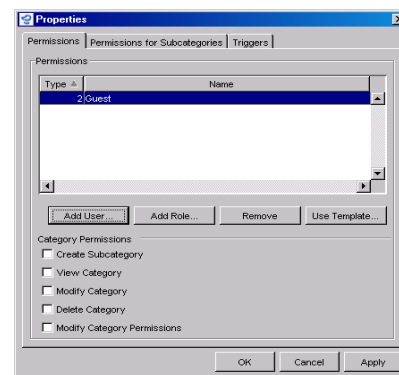 Properties
Permissions Permissions for Subcategories Triggers
Permissions
Type Name
2 Guest
Add User... Add Role... Remove Use Template...
Category Permissions
Create Subcategory
View Category
Modify Category
Delete Category
Modify Category Permissions
OK Cancel Apply